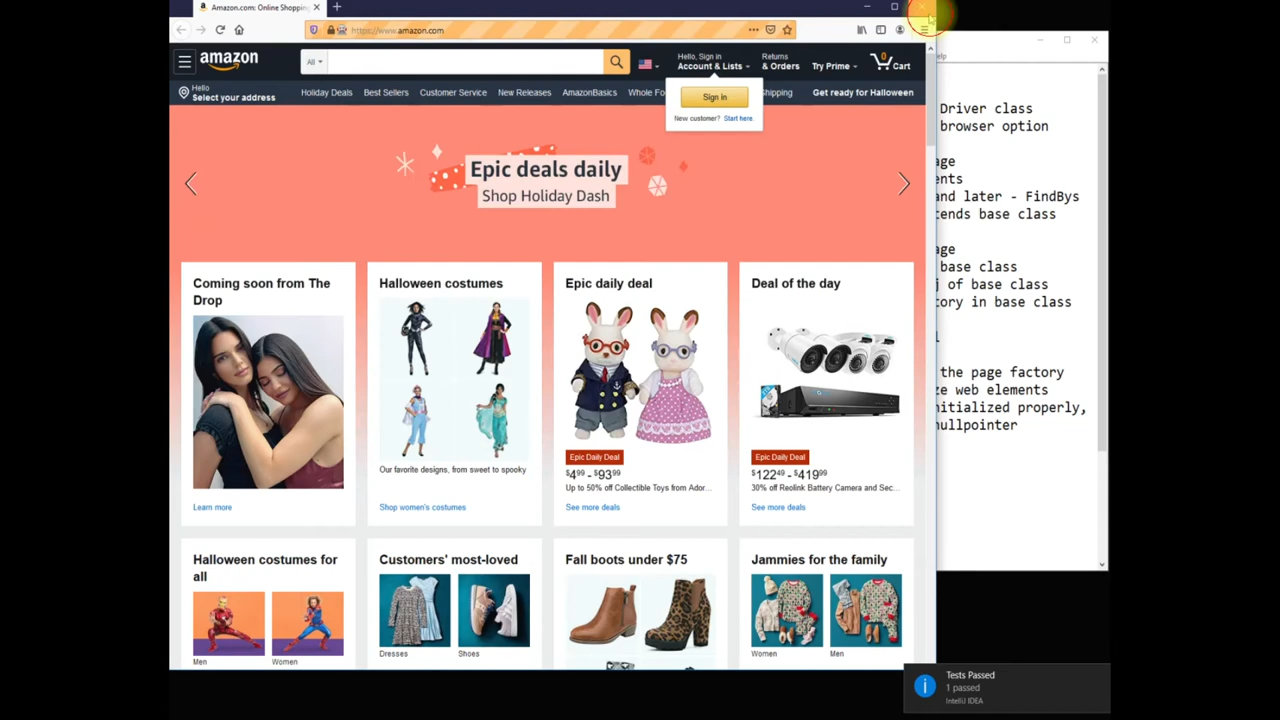 Amazon.com: Online Shopping
https://www.amazon.com
amazon
All
Hello, Sign in
Account & Lists
Returns
& Orders
Try Prime
0
Cart
Hello
Select your address
Holiday Deals
Best Sellers
Customer Service
New Releases
AmazonBasics
Whole Fo
Shipping
Get ready for Halloween
Sign in
New customer? Start here.
Epic deals daily
Shop Holiday Dash
Coming soon from The
Drop
Learn more
Halloween costumes
Our favorite designs, from sweet to spooky
Shop women's costumes
Epic daily deal
Epic Daily Deal
$4.99 - $93.99
Up to 50% off Collectible Toys from Ador...
See more deals
Deal of the day
Epic Daily Deal
$122.49 - $419.99
30% off Reolink Battery Camera and Sec...
See more deals
Halloween costumes for
all
Men
Women
Customers' most-loved
Dresses
Shoes
Fall boots under $75
Jammies for the family
Women
Men
elp
Driver class
browser option
age
ents
and later - FindBys
tends base class
age
base class
j of base class
tory in base class
l
the page factory
ze web elements
nitialized properly,
nullpointer
Tests Passed
1 passed
IntelliJ IDEA